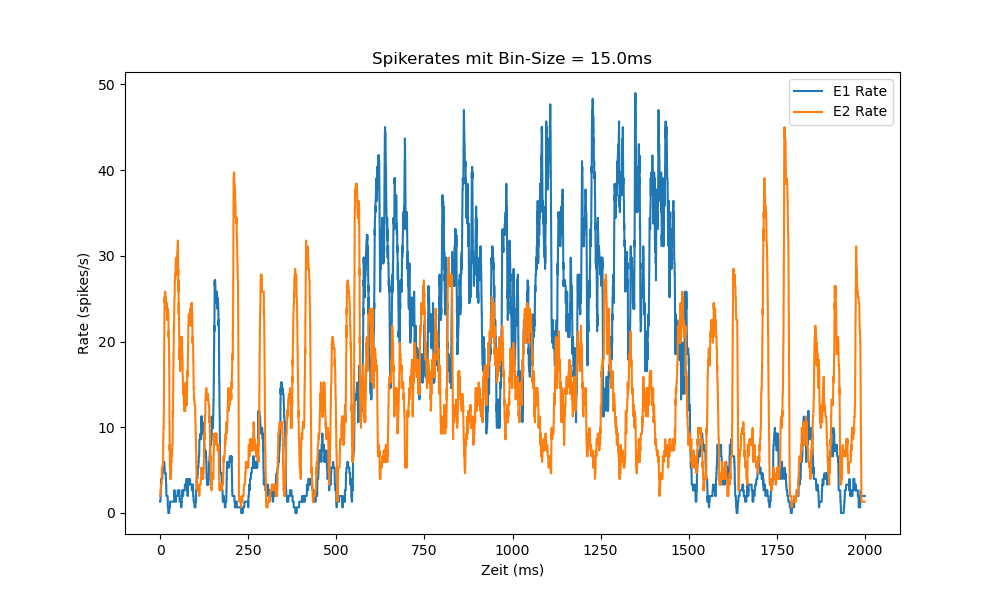 Spikerates mit Bin-Size = 15.0ms
E1 Rate
E2 Rate
Rate (spikes/s)
50
40
30
20
10
0
0 250 500 750 1000 1250 1500 1750 2000
Zeit (ms)